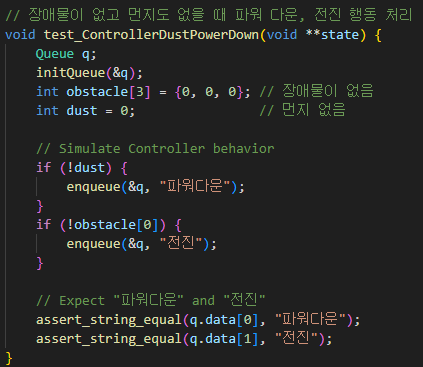 // 장애물이 없고 먼지도 없을 때 파워 다운, 전진 행동 처리
void test_ControllerDustPowerDown(void **state) {
    Queue q;
    initQueue(&q);
    int obstacle[3] = {0, 0, 0}; // 장애물이 없음
    int dust = 0;                // 먼지 없음

    // Simulate Controller behavior
    if (!dust) {
        enqueue(&q, "파워다운");
    }
    if (!obstacle[0]) {
        enqueue(&q, "전진");
    }

    // Expect "파워다운" and "전진"
    assert_string_equal(q.data[0], "파워다운");
    assert_string_equal(q.data[1], "전진");
}